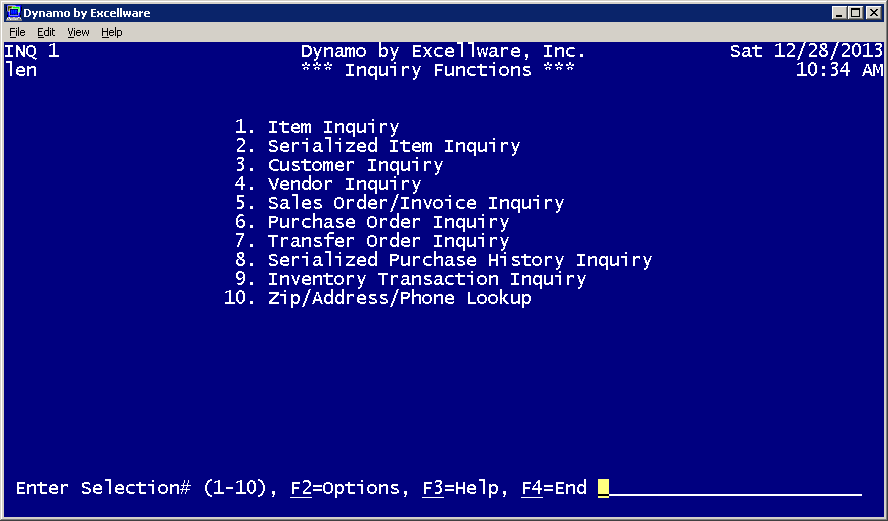 Dynamo by Excellware
File Edit View Help
INQ 1 Dynamo by Excellware, Inc. Sat 12/28/2013
len *** Inquiry Functions *** 10:34 AM
1. Item Inquiry
2. Serialized Item Inquiry
3. Customer Inquiry
4. Vendor Inquiry
5. Sales Order/Invoice Inquiry
6. Purchase Order Inquiry
7. Transfer Order Inquiry
8. Serialized Purchase History Inquiry
9. Inventory Transaction Inquiry
10. Zip/Address/Phone Lookup
Enter Selection# (1-10), F2=Options, F3=Help, F4=End